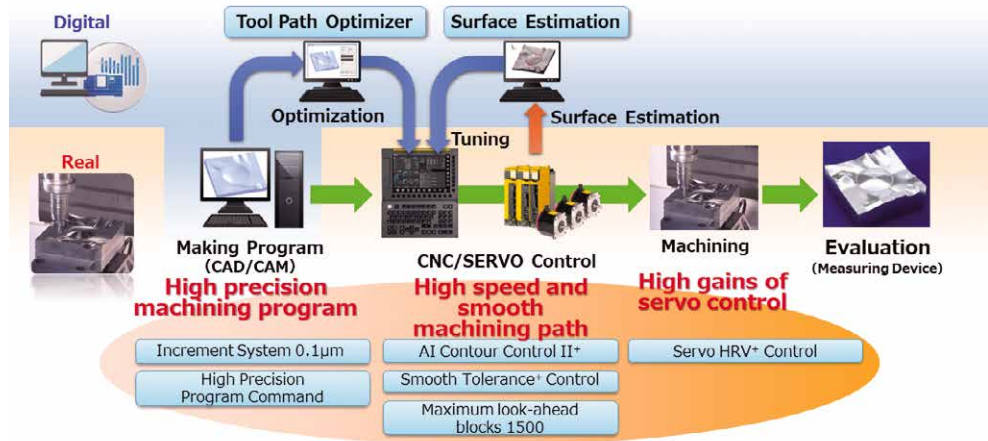 Digital
Tool Path Optimizer
Surface Estimation
Optimization
Tuning
Surface Estimation
Real
Making Program
(CAD/CAM)
CNC/SERVO Control
Machining
Evaluation
(Measuring Device)
High precision
machining program
High speed and
smooth
machining path
High gains of
servo control
Increment System 0.1μm
High Precision
Program Command
AI Contour Control II⁺
Smooth Tolerance⁺ Control
Maximum look-ahead
blocks 1500
Servo HRV⁺ Control